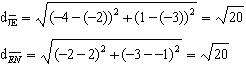 d_{\overline{JE}} = \sqrt{(-4-(-2))^2 + (1-(-3))^2} = \sqrt{20}
d_{\overline{EN}} = \sqrt{(-2-2)^2 + (-3--1)^2} = \sqrt{20}